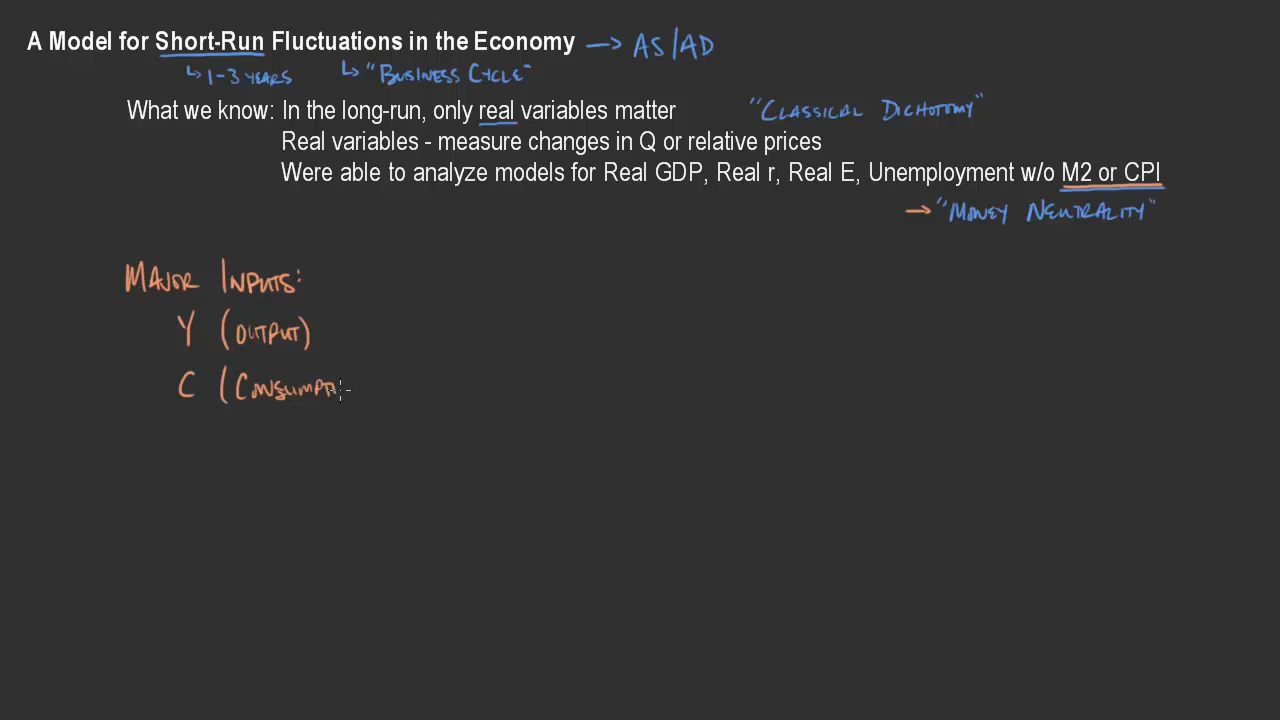 A Model for Short-Run Fluctuations in the Economy → AS/AD
↳ 1-3 YEARS ↳ "BUSINESS CYCLE"
What we know: In the long-run, only real variables matter "CLASSICAL DICHOTOMY"
Real variables - measure changes in Q or relative prices
Were able to analyze models for Real GDP, Real r, Real E, Unemployment w/o M2 or CPI
→ "MONEY NEUTRALITY"
MAJOR INPUTS:
Y (OUTPUT)
C (CONSUMPT